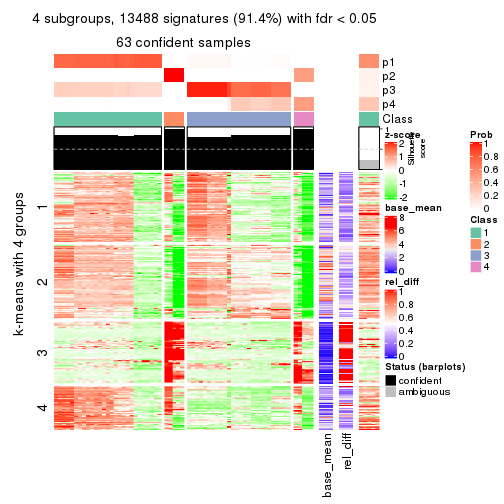 4 subgroups, 13488 signatures (91.4%) with fdr < 0.05
63 confident samples
p1
p2
p3
p4
Class
1
Silhouette
score
k-means with 4 groups
1
2
3
4
base_mean
rel_diff
z-score
2
1
0
-1
-2
base_mean
8
6
4
2
0
rel_diff
1
0.8
0.6
0.4
0.2
0
Status (barplots)
confident
ambiguous
Prob
1
0.8
0.6
0.4
0.2
0
Class
1
2
3
4